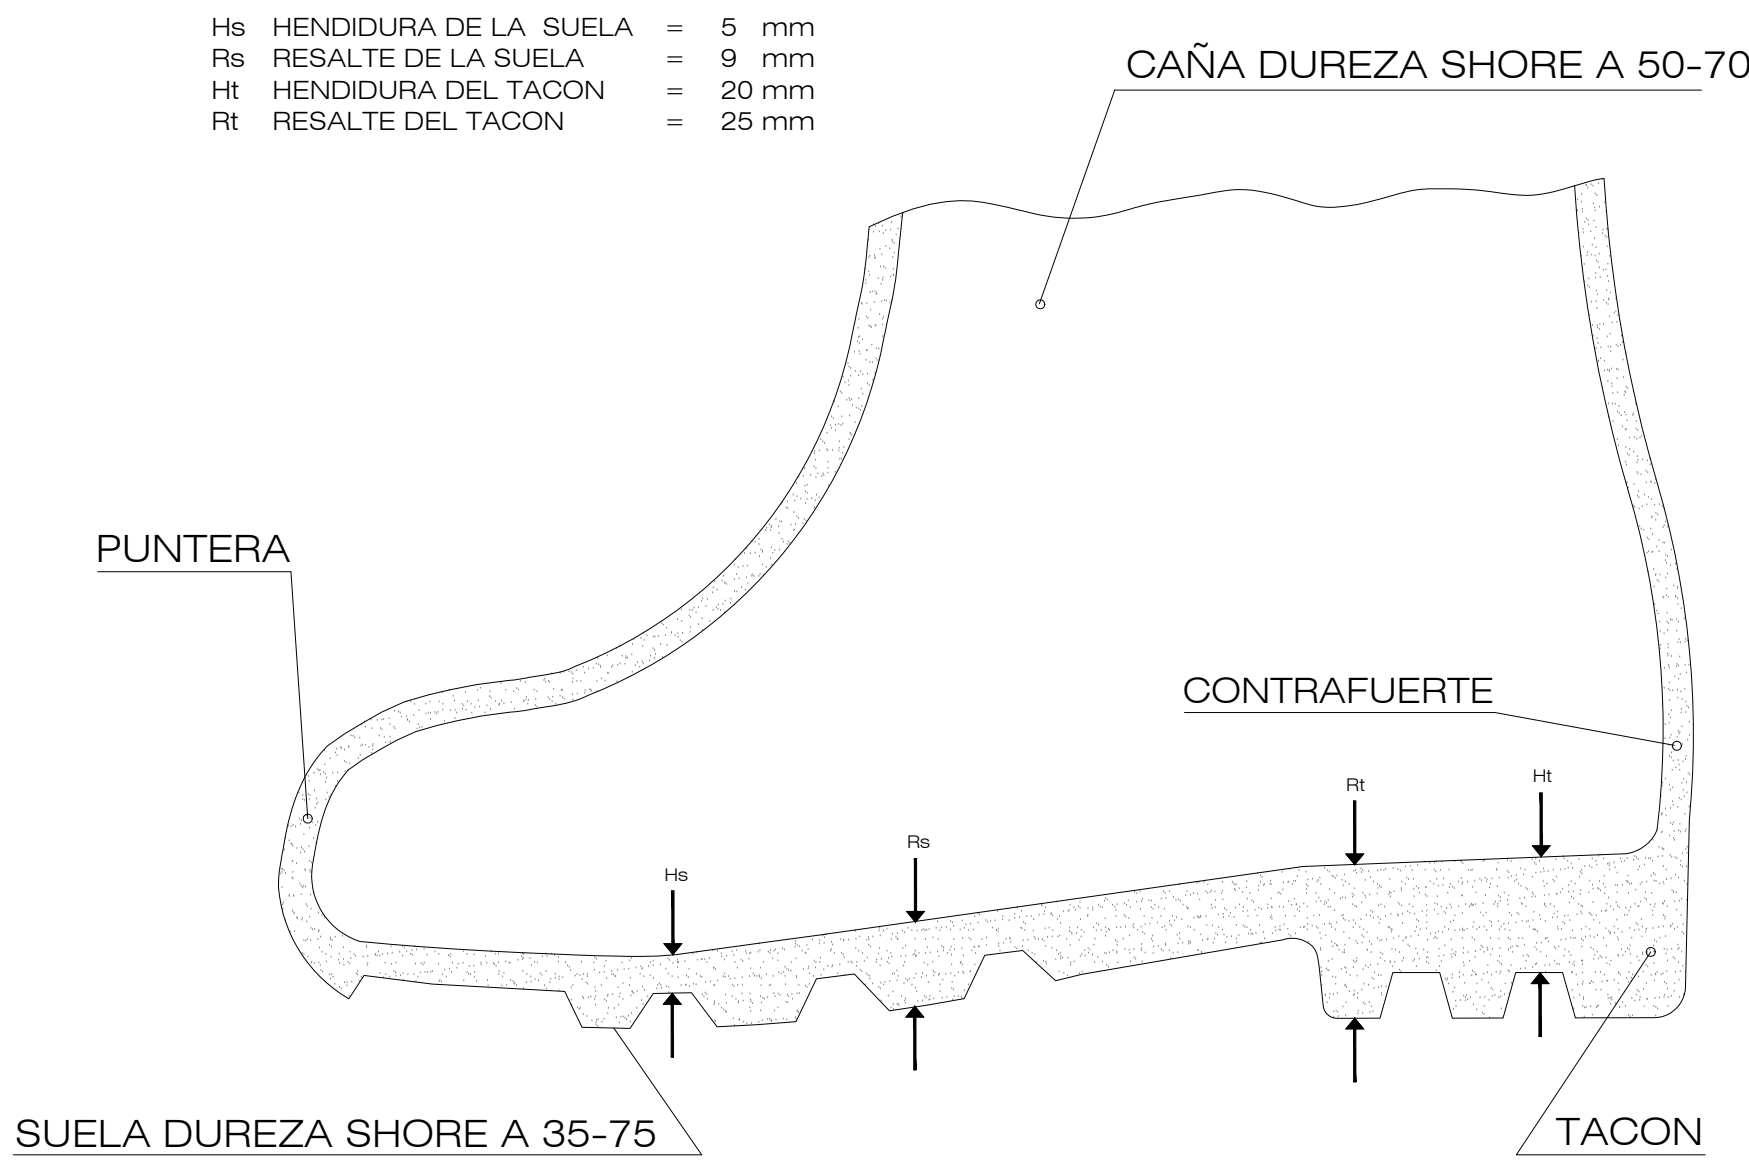 Hs HENDIDURA DE LA SUELA = 5 mm
Rs RESALTE DE LA SUELA = 9 mm
Ht HENDIDURA DEL TACON = 20 mm
Rt RESALTE DEL TACON = 25 mm
CAÑA DUREZA SHORE A 50-70
PUNTERA
CONTRAFUERTE
Ht
Rt
Rs
Hs
SUELA DUREZA SHORE A 35-75
TACON